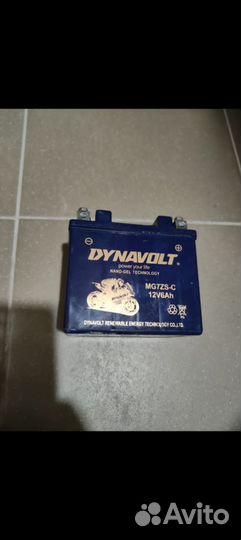 DYNAVOLT
power your life
NANO-GEL TECHNOLOGY
MG7ZS-C
12V6Ah
DYNAVOLT RENEWABLE ENERGY TECHNOLOGY CO.,LTD.
Avito